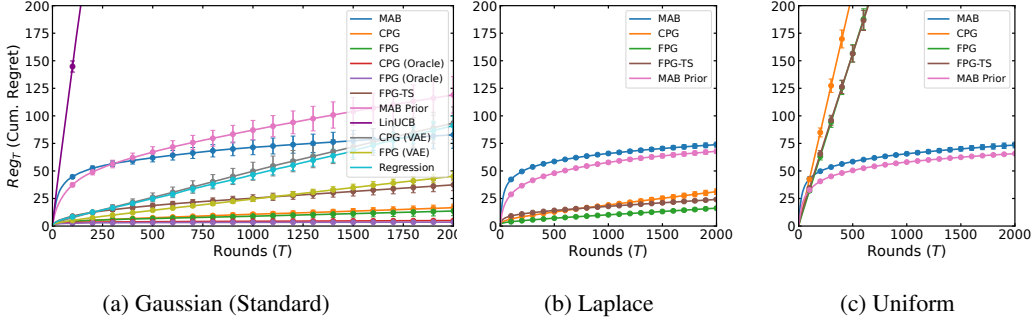 200
175
150
125
100
75
50
25
0
Reg_T (Cum. Regret)
MAB
CPG
FPG
CPG (Oracle)
FPG (Oracle)
FPG-TS
MAB Prior
LinUCB
CPG (VAE)
FPG (VAE)
Regression
0 250 500 750 1000 1250 1500 1750 2000
Rounds (T)
(a) Gaussian (Standard)
200
175
150
125
100
75
50
25
0
MAB
CPG
FPG
FPG-TS
MAB Prior
0 500 1000 1500 2000
Rounds (T)
(b) Laplace
200
175
150
125
100
75
50
25
0
MAB
CPG
FPG
FPG-TS
MAB Prior
0 500 1000 1500 2000
Rounds (T)
(c) Uniform